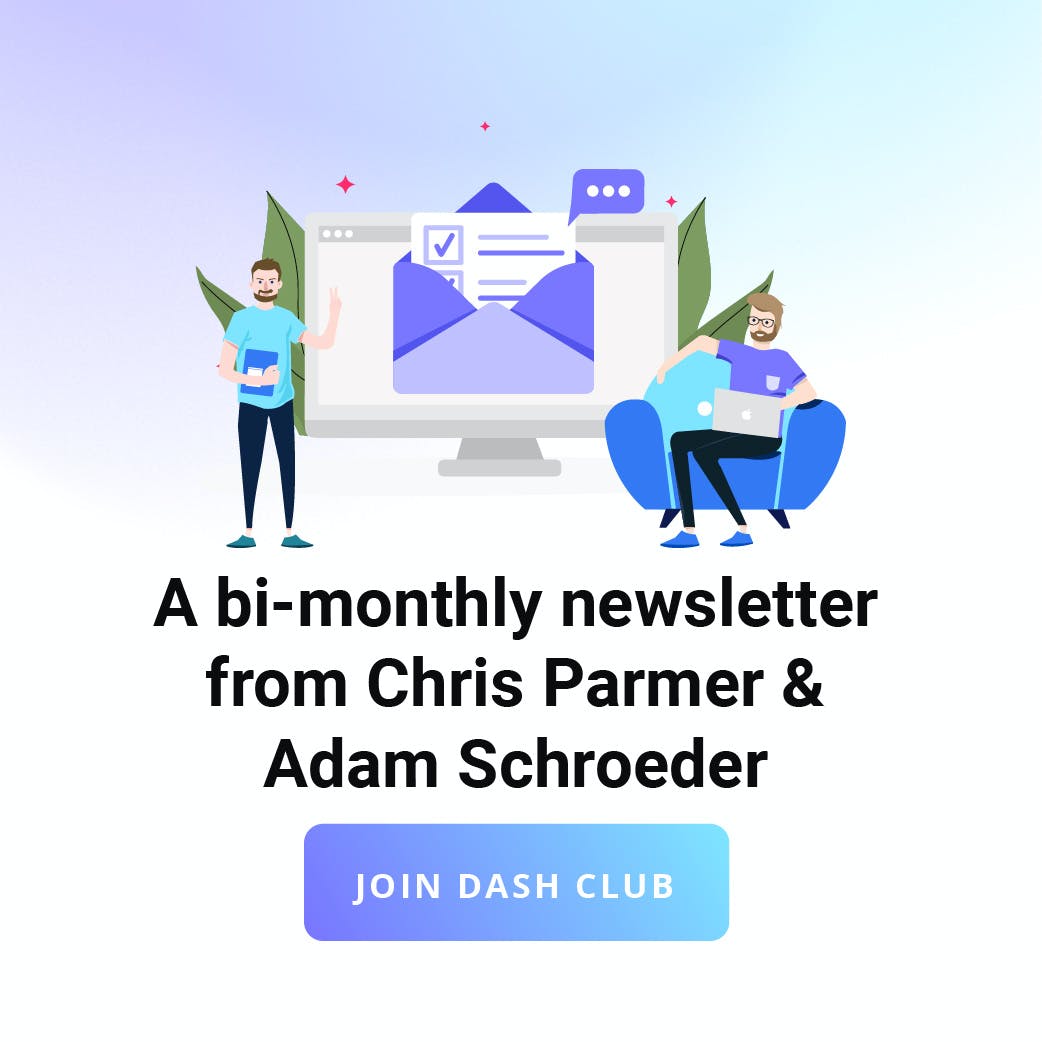 A bi-monthly newsletter
from Chris Parmer &
Adam Schroeder
JOIN DASH CLUB